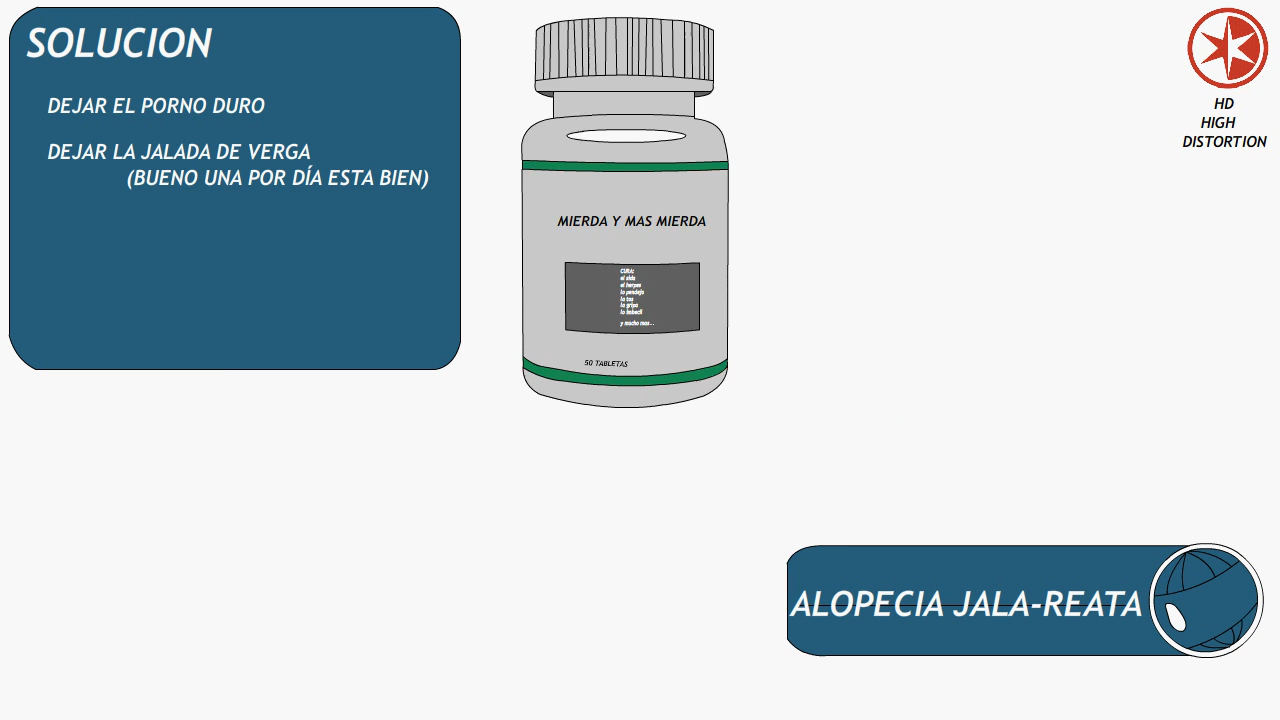 SOLUCION
DEJAR EL PORNO DURO
DEJAR LA JALADA DE VERGA
(BUENO UNA POR DÍA ESTA BIEN)
MIERDA Y MAS MIERDA
CURA:
el sida
el herpes
lo pendejo
la tos
la gripa
lo imbecil
y mucho mas...
50 TABLETAS
HD
HIGH
DISTORTION
ALOPECIA JALA-REATA